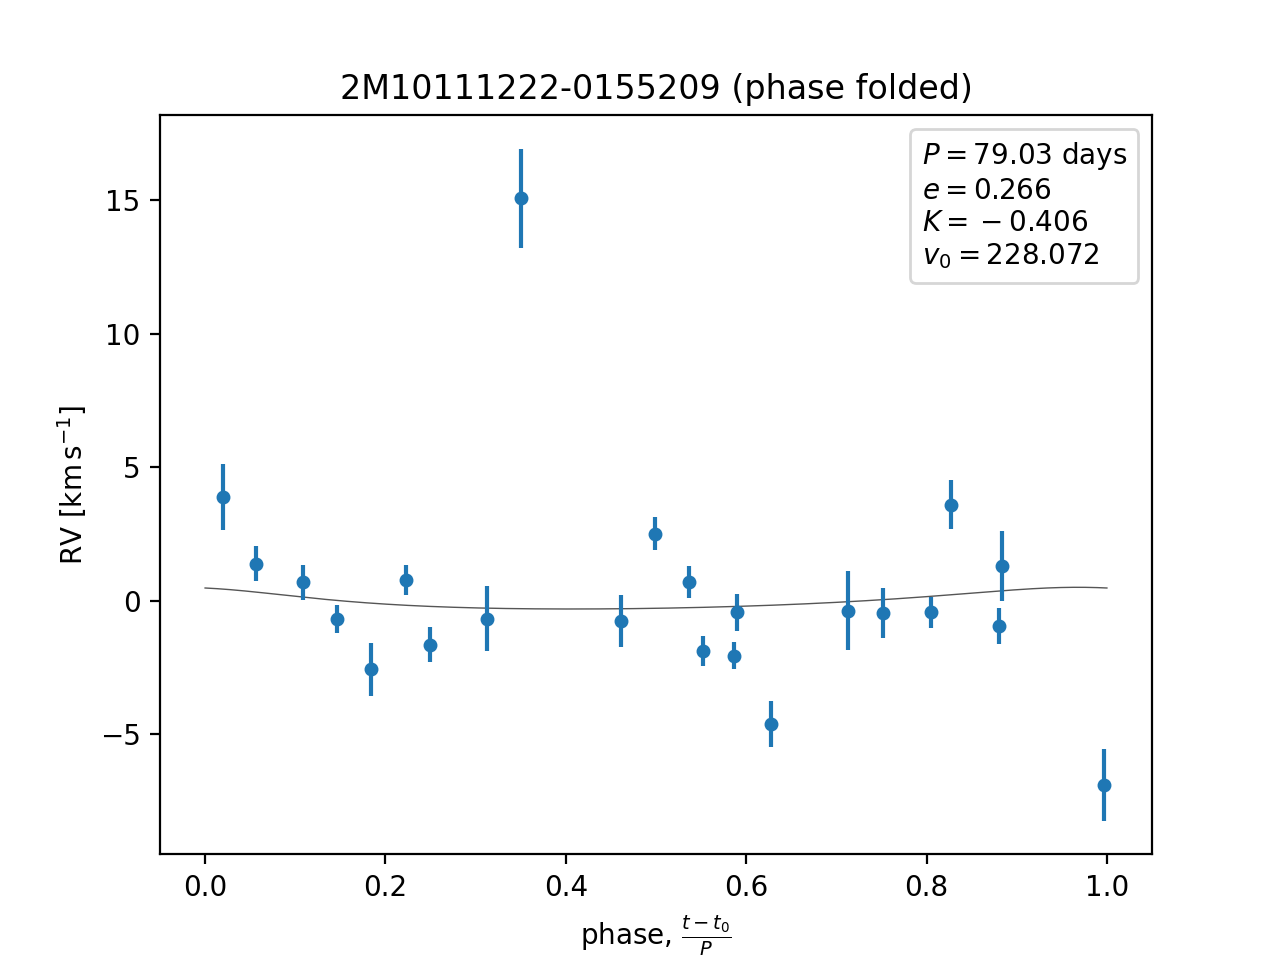 2M10111222-0155209 (phase folded)
P = 79.03 days
e = 0.266
K = −0.406
v₀ = 228.072
15
10
5
0
−5
RV [km s⁻¹]
0.0 0.2 0.4 0.6 0.8 1.0
phase, (t − t₀)/P